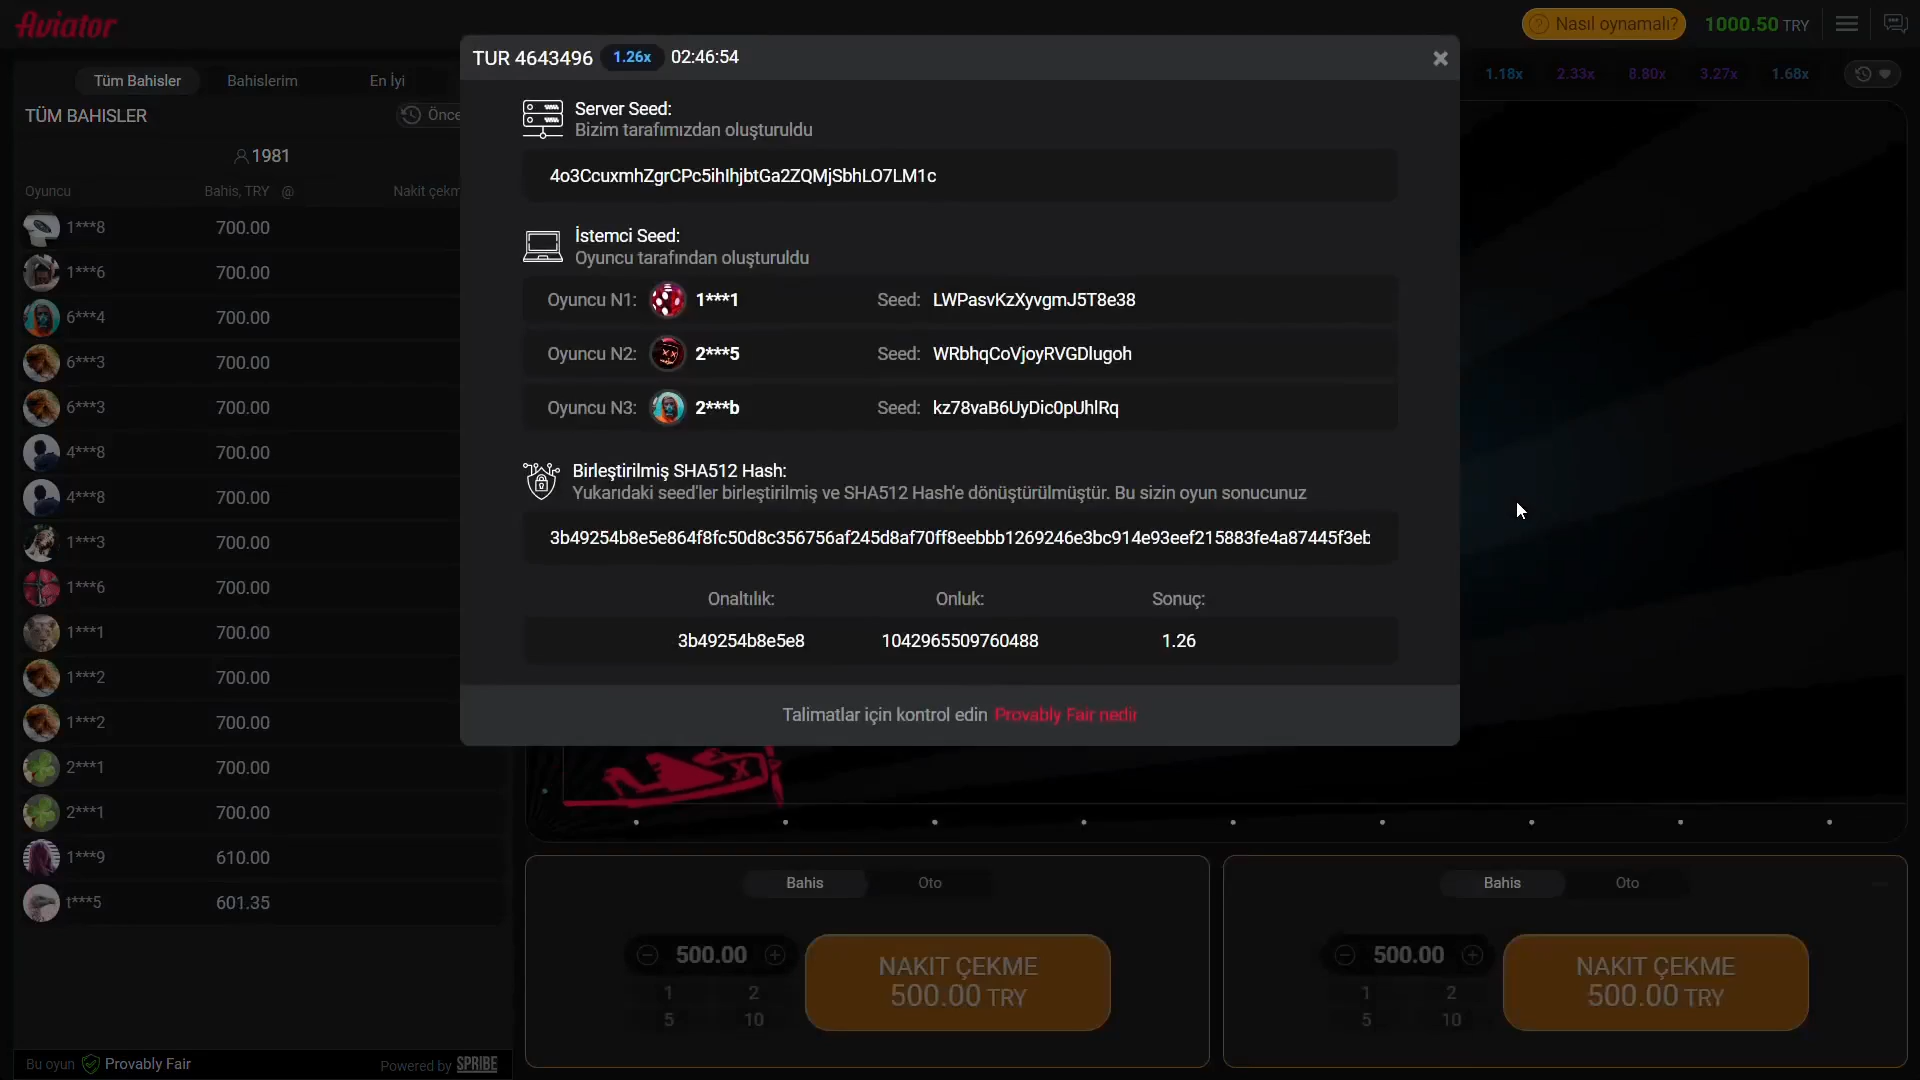 Aviator
Nasıl oynamalı?
1000.50 TRY
TUR 4643496 1.26x 02:46:54
1.18x 2.33x 8.80x 3.27x 1.68x
Tüm Bahisler Bahislerim En İyi
TÜM BAHISLER
Önce
1981
Oyuncu Bahis, TRY Nakit çekm
1***8 700.00
1***6 700.00
6***4 700.00
6***3 700.00
6***3 700.00
4***8 700.00
4***8 700.00
1***3 700.00
1***6 700.00
1***1 700.00
1***2 700.00
1***2 700.00
2***1 700.00
2***1 700.00
1***9 610.00
t***5 601.35
Bu oyun Provably Fair Powered by SPRIBE
Server Seed:
Bizim tarafımızdan oluşturuldu
4o3CcuxmhZgrCPc5ihIhjbtGa2ZQMjSbhLO7LM1c
İstemci Seed:
Oyuncu tarafından oluşturuldu
Oyuncu N1: 1***1 Seed: LWPasvKzXyvgmJ5T8e38
Oyuncu N2: 2***5 Seed: WRbhqCoVjoyRVGDlugoh
Oyuncu N3: 2***b Seed: kz78vaB6UyDic0pUhlRq
Birleştirilmiş SHA512 Hash:
Yukarıdaki seed'ler birleştirilmiş ve SHA512 Hash'e dönüştürülmüştür. Bu sizin oyun sonucunuz
3b49254b8e5e864f8fc50d8c356756af245d8af70ff8eebbb1269246e3bc914e93eef215883fe4a87445f3eb
Onaltılık: Onluk: Sonuç:
3b49254b8e5e8 1042965509760488 1.26
Talimatlar için kontrol edin Provably Fair nedir
Bahis Oto
500.00
1 2
5 10
NAKIT ÇEKME
500.00 TRY
Bahis Oto
500.00
1 2
5 10
NAKIT ÇEKME
500.00 TRY